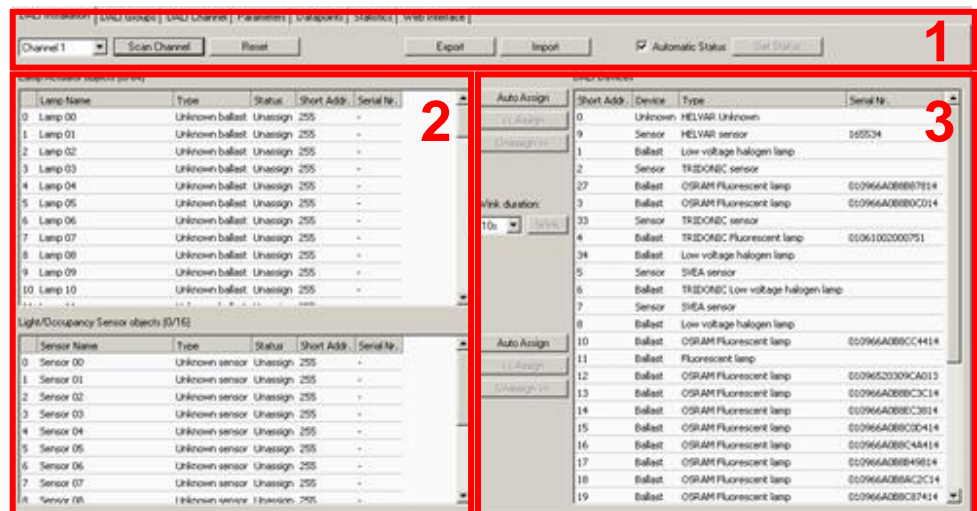 DALI Installation DALI Groups DALI Channel Parameters Datapoints Statistics Web Interface
Channel 1 Scan Channel Reset Export Import Automatic Status Get Status
1
Lamp Actuator objects (0/64)
Lamp Name Type Status Short Addr. Serial Nr.
0 Lamp 00 Unknown ballast Unassign 255 -
1 Lamp 01 Unknown ballast Unassign 255 -
2 Lamp 02 Unknown ballast Unassign 255 -
3 Lamp 03 Unknown ballast Unassign 255 -
4 Lamp 04 Unknown ballast Unassign 255 -
5 Lamp 05 Unknown ballast Unassign 255 -
6 Lamp 06 Unknown ballast Unassign 255 -
7 Lamp 07 Unknown ballast Unassign 255 -
8 Lamp 08 Unknown ballast Unassign 255 -
9 Lamp 09 Unknown ballast Unassign 255 -
10 Lamp 10 Unknown ballast Unassign 255 -
2
Light/Occupancy Sensor objects (0/16)
Sensor Name Type Status Short Addr. Serial Nr.
0 Sensor 00 Unknown sensor Unassign 255 -
1 Sensor 01 Unknown sensor Unassign 255 -
2 Sensor 02 Unknown sensor Unassign 255 -
3 Sensor 03 Unknown sensor Unassign 255 -
4 Sensor 04 Unknown sensor Unassign 255 -
5 Sensor 05 Unknown sensor Unassign 255 -
6 Sensor 06 Unknown sensor Unassign 255 -
7 Sensor 07 Unknown sensor Unassign 255 -
8 Sensor 08 Unknown sensor Unassign 255 -
Auto Assign
<< Assign
Unassign >>
Wink duration:
10s Wink
Auto Assign
<< Assign
Unassign >>
DALI Devices
Short Addr. Device Type Serial Nr.
0 Unknown HELVAR Unknown
9 Sensor HELVAR sensor 165534
1 Ballast Low voltage halogen lamp
2 Sensor TRIDONIC sensor
27 Ballast OSRAM Fluorescent lamp 010966A0B8B87814
3 Ballast OSRAM Fluorescent lamp 010966A0B8B0C014
33 Sensor TRIDONIC sensor
4 Ballast TRIDONIC Fluorescent lamp 01061002000751
34 Ballast Low voltage halogen lamp
5 Sensor SVEA sensor
6 Ballast TRIDONIC Low voltage halogen lamp
7 Sensor SVEA sensor
8 Ballast Low voltage halogen lamp
10 Ballast OSRAM Fluorescent lamp 010966A0B8CC4414
11 Ballast Fluorescent lamp
12 Ballast OSRAM Fluorescent lamp 01096520309CA013
13 Ballast OSRAM Fluorescent lamp 010966A0B8BC3C14
14 Ballast OSRAM Fluorescent lamp 010966A0B8EC3814
15 Ballast OSRAM Fluorescent lamp 010966A0B8C0D414
16 Ballast OSRAM Fluorescent lamp 010966A0B8C4A414
17 Ballast OSRAM Fluorescent lamp 010966A0B8B49814
18 Ballast OSRAM Fluorescent lamp 010966A0B8AC2C14
19 Ballast OSRAM Fluorescent lamp 010966A0B8C87414
3